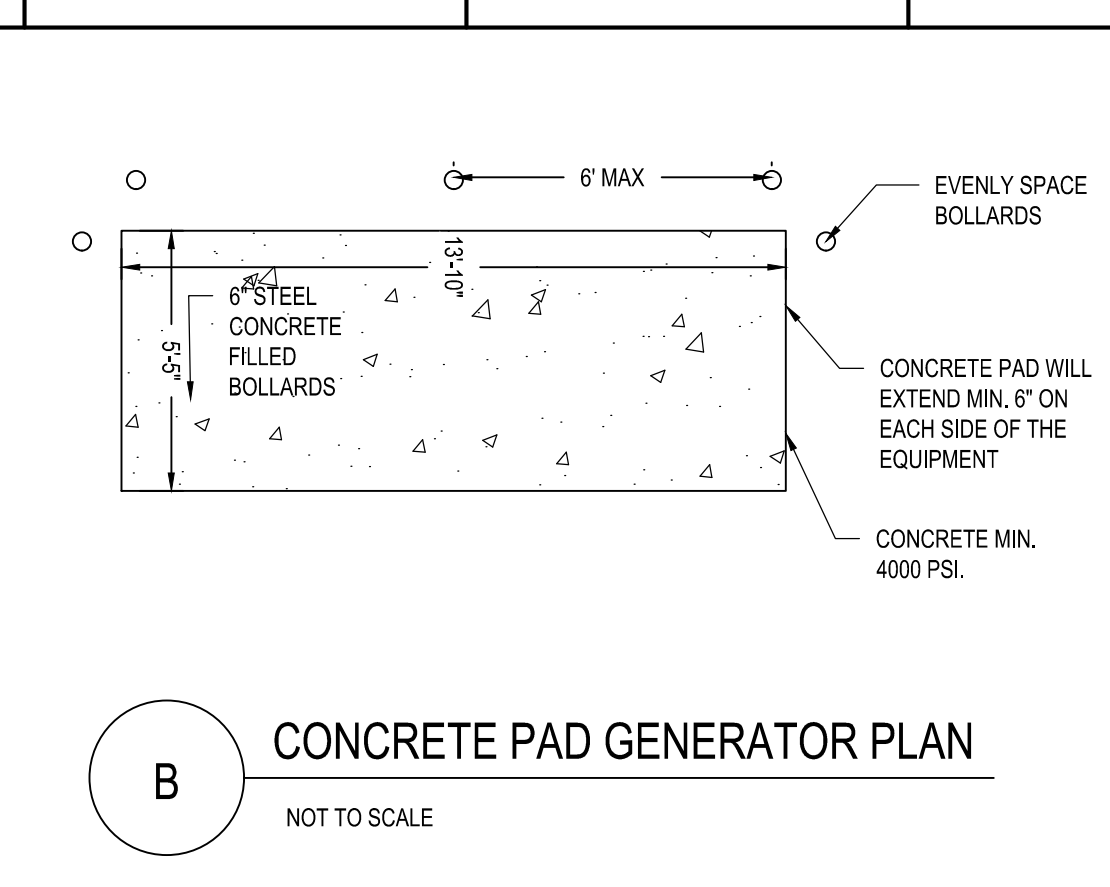 6' MAX
EVENLY SPACE
BOLLARDS
13'-10"
6" STEEL
CONCRETE
FILLED
BOLLARDS
5'-5"
CONCRETE PAD WILL
EXTEND MIN. 6" ON
EACH SIDE OF THE
EQUIPMENT
CONCRETE MIN.
4000 PSI.
B
CONCRETE PAD GENERATOR PLAN
NOT TO SCALE